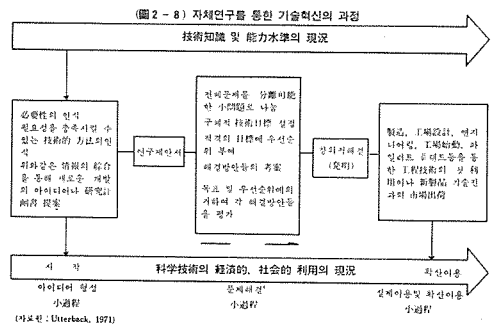 (圖2-8) 자체연구를 통한 기술혁신의 과정
技術知識 및 能力水準의 現況
必要性의 인식
필요성을 충족시킬 수
있는 技術的 方法의인
식
위와같은 情報의 綜合
을 통해 새로운 개발
의 아이디어나 研究計
劃書 提案
연구제안서
전체문제를 分離可能
한 小問題로 나눔
구체적 技術目標 설정
적격의 目標에 우선순
위 부여
해결방안들의 考案
목표 및 우선순위에의
거하여 각 해결방안들
을 평가
창의적해결
(発明)
製造, 工場設計, 엔지
니어링, 工場始動, 파
일러트 플랜트등을 통
한 工程技術의 첫 利
用이나 新製品 기술진
과의 市場出荷
시 작
科学技術의 経済的, 社会的 利用의 現況
확산이용
아이디어 형성
小過程
문제해결
小過程
실제이용및 확산이용
小過程
(자료원 : Utterback, 1971)